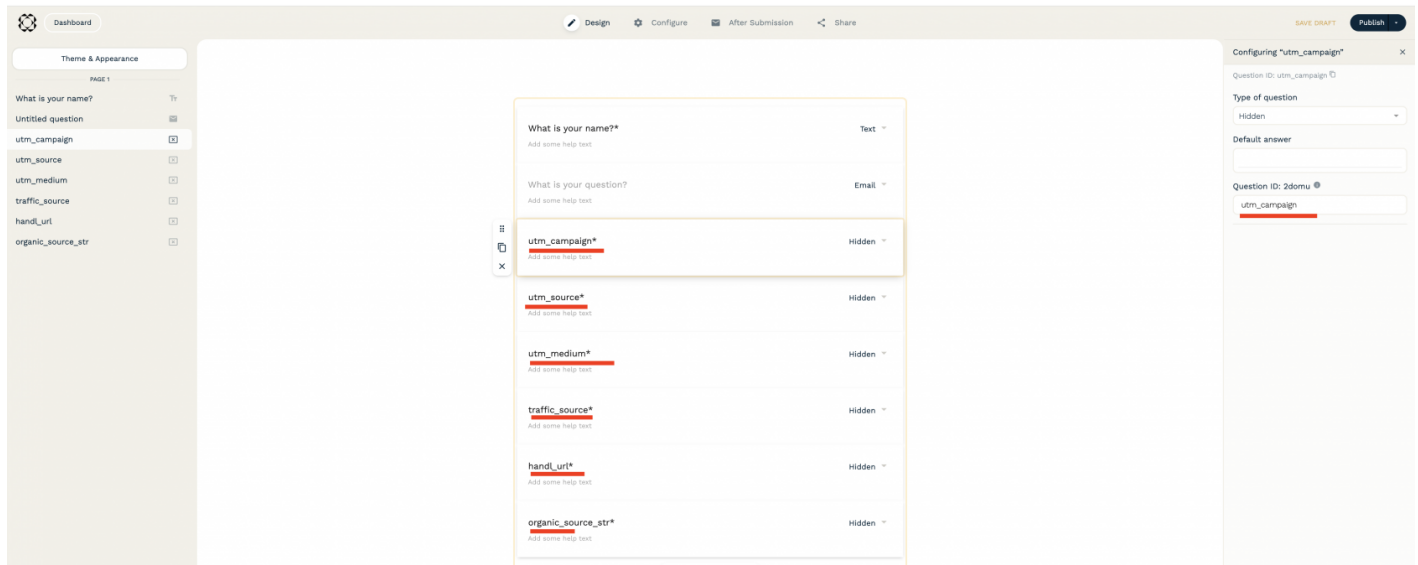 Dashboard
Design
Configure
After Submission
Share
SAVE DRAFT
Publish
Theme & Appearance
PAGE 1
What is your name?
Untitled question
utm_campaign
utm_source
utm_medium
traffic_source
handl_url
organic_source_str
What is your name?*
Text
Add some help text
What is your question?
Email
Add some help text
utm_campaign*
Hidden
Add some help text
utm_source*
Hidden
Add some help text
utm_medium*
Hidden
Add some help text
traffic_source*
Hidden
Add some help text
handl_url*
Hidden
Add some help text
organic_source_str*
Hidden
Add some help text
Configuring “utm_campaign”
Question ID: utm_campaign
Type of question
Hidden
Default answer
Question ID: 2domu
utm_campaign